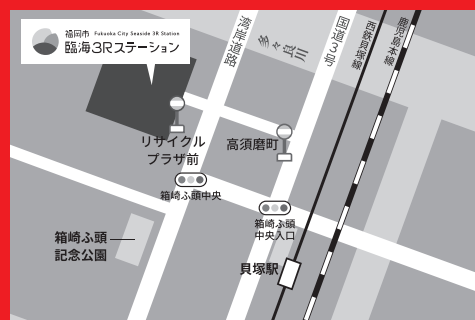 福岡市 Fukuoka City Seaside 3R Station
臨海3Rステーション
湾岸道路
多々良川
国道3号
西鉄貝塚線
鹿児島本線
リサイクル
プラザ前
高須磨町
箱崎ふ頭中央
箱崎ふ頭
中央入口
箱崎ふ頭
記念公園
貝塚駅